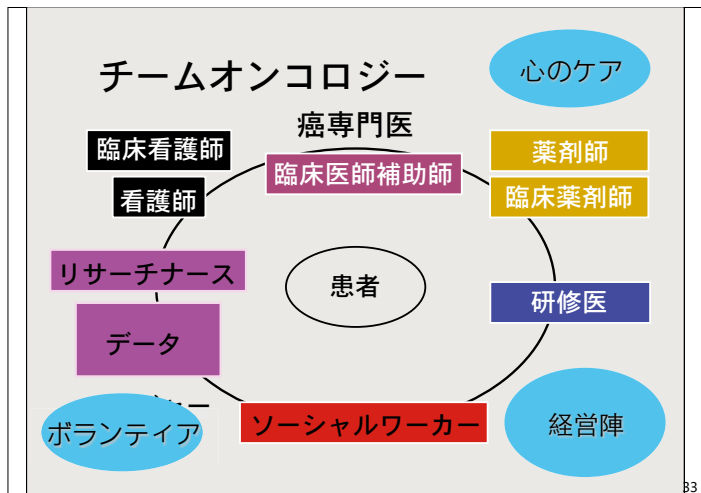 チームオンコロジー
心のケア
癌専門医
臨床看護師
臨床医師補助師
薬剤師
看護師
臨床薬剤師
リサーチナース
患者
研修医
データ
ボランティア
ソーシャルワーカー
経営陣
33